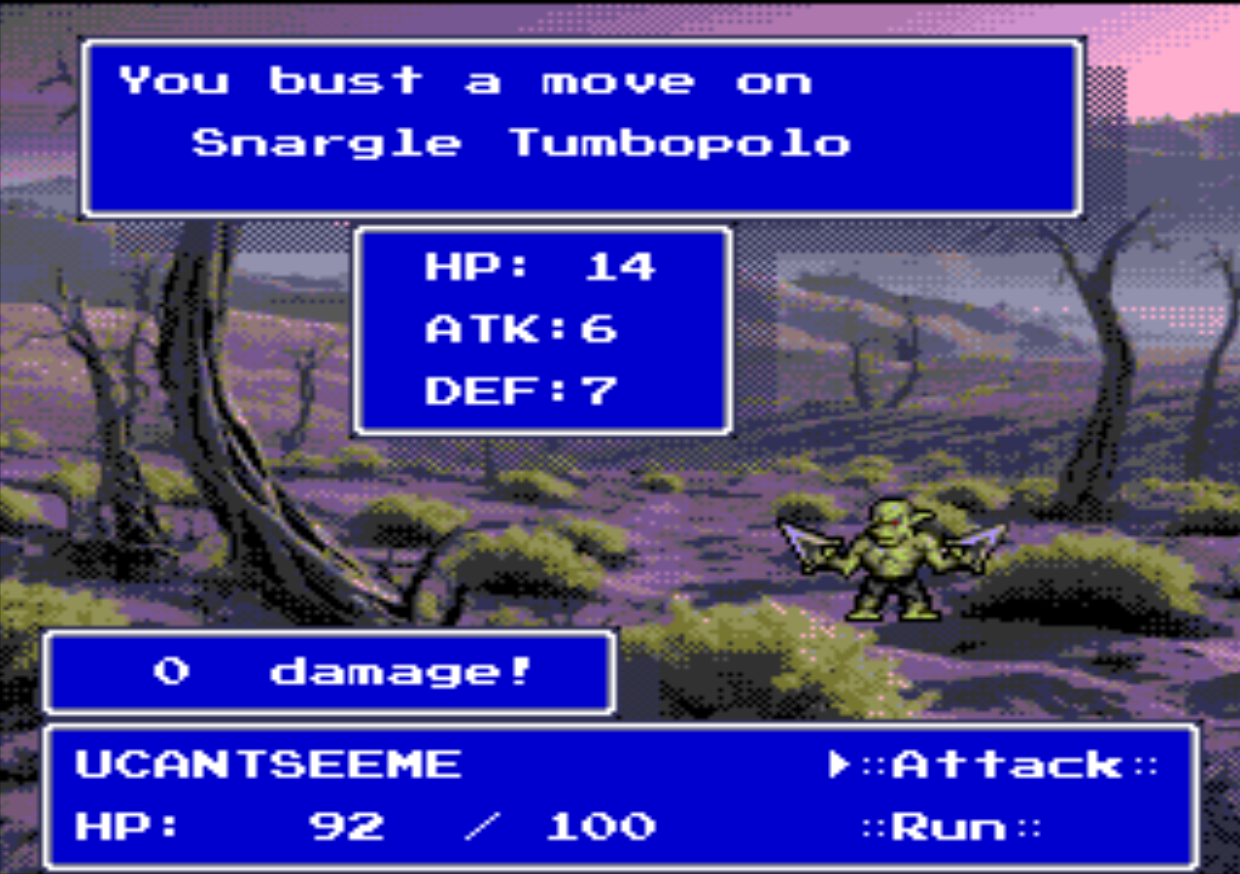 You bust a move on
Snargle Tumbopolo
HP: 14
ATK:6
DEF:7
0 damage!
UCANTSEEME
::Attack::
HP: 92 / 100
::Run::